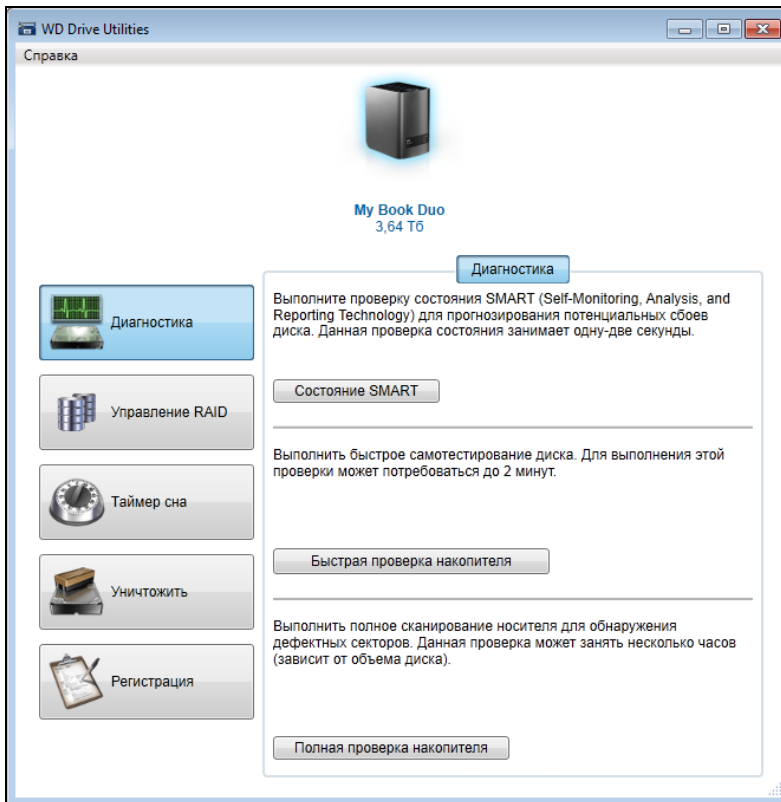 WD Drive Utilities
Справка
My Book Duo
3,64 Тб
Диагностика
Управление RAID
Таймер сна
Уничтожить
Регистрация
Диагностика
Выполните проверку состояния SMART (Self-Monitoring, Analysis, and
Reporting Technology) для прогнозирования потенциальных сбоев
диска. Данная проверка состояния занимает одну-две секунды.
Состояние SMART
Выполнить быстрое самотестирование диска. Для выполнения этой
проверки может потребоваться до 2 минут.
Быстрая проверка накопителя
Выполнить полное сканирование носителя для обнаружения
дефектных секторов. Данная проверка может занять несколько часов
(зависит от объема диска).
Полная проверка накопителя